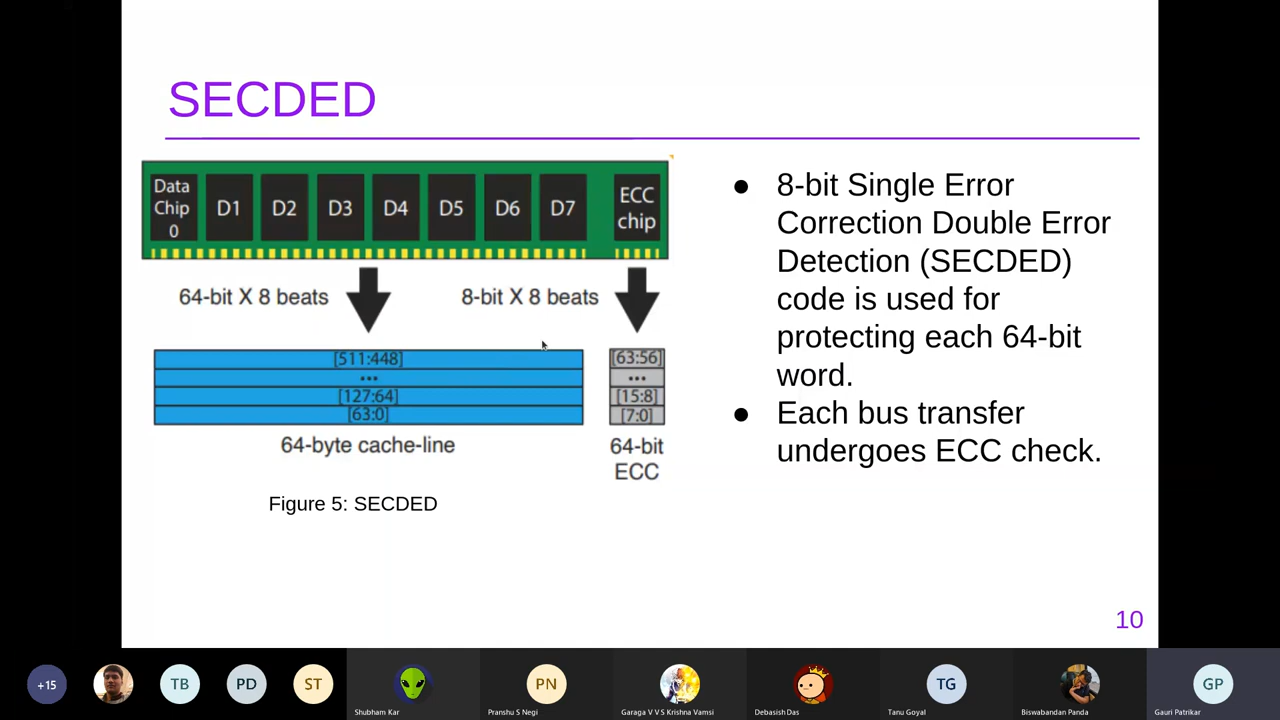 SECDED
Data
Chip
0
D1
D2
D3
D4
D5
D6
D7
ECC
chip
64-bit X 8 beats
8-bit X 8 beats
[511:448]
...
[127:64]
[63:0]
[63:56]
...
[15:8]
[7:0]
64-byte cache-line
64-bit
ECC
Figure 5: SECDED
● 8-bit Single Error
Correction Double Error
Detection (SECDED)
code is used for
protecting each 64-bit
word.
● Each bus transfer
undergoes ECC check.
10
+15
TB
PD
ST
PN
TG
GP
Shubham Kar
Pranshu S Negi
Garaga V V S Krishna Vamsi
Debasish Das
Tanu Goyal
Biswabandan Panda
Gauri Patrikar